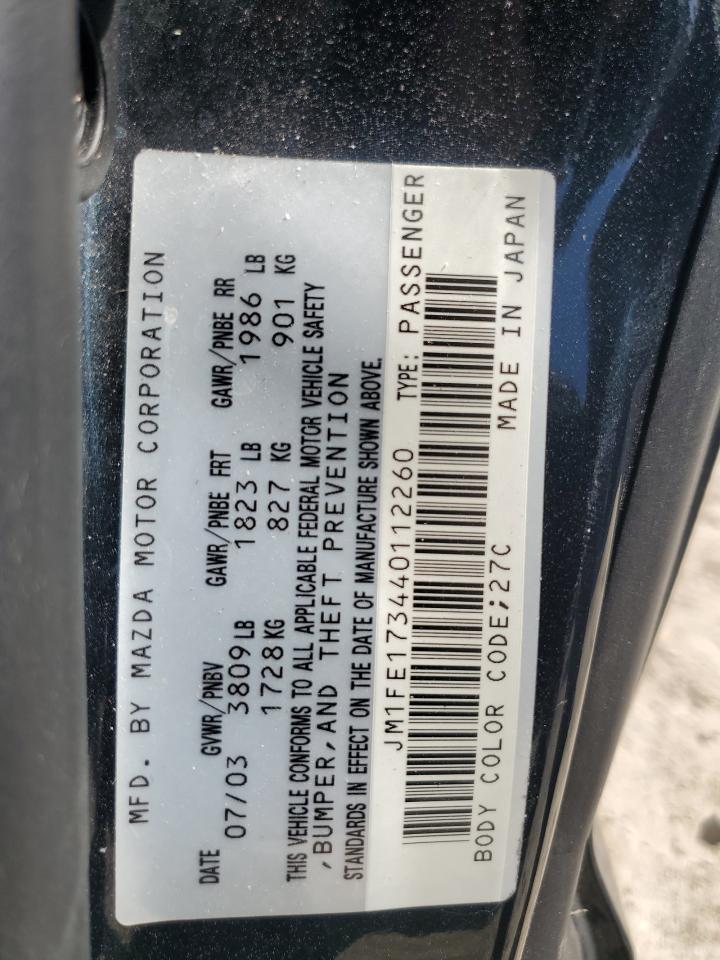 MFD. BY MAZDA MOTOR CORPORATION
DATE GVWR/PNBV GAWR/PNBE FRT GAWR/PNBE RR
07/03 3809LB 1823 LB 1986 LB
1728KG 827 KG 901 KG
THIS VEHICLE CONFORMS TO ALL APPLICABLE FEDERAL MOTOR VEHICLE SAFETY
,BUMPER,AND THEFT PREVENTION
STANDARDS IN EFFECT ON THE DATE OF MANUFACTURE SHOWN ABOVE.
JM1FE173440112260 TYPE: PASSENGER
BODY COLOR CODE;27C MADE IN JAPAN